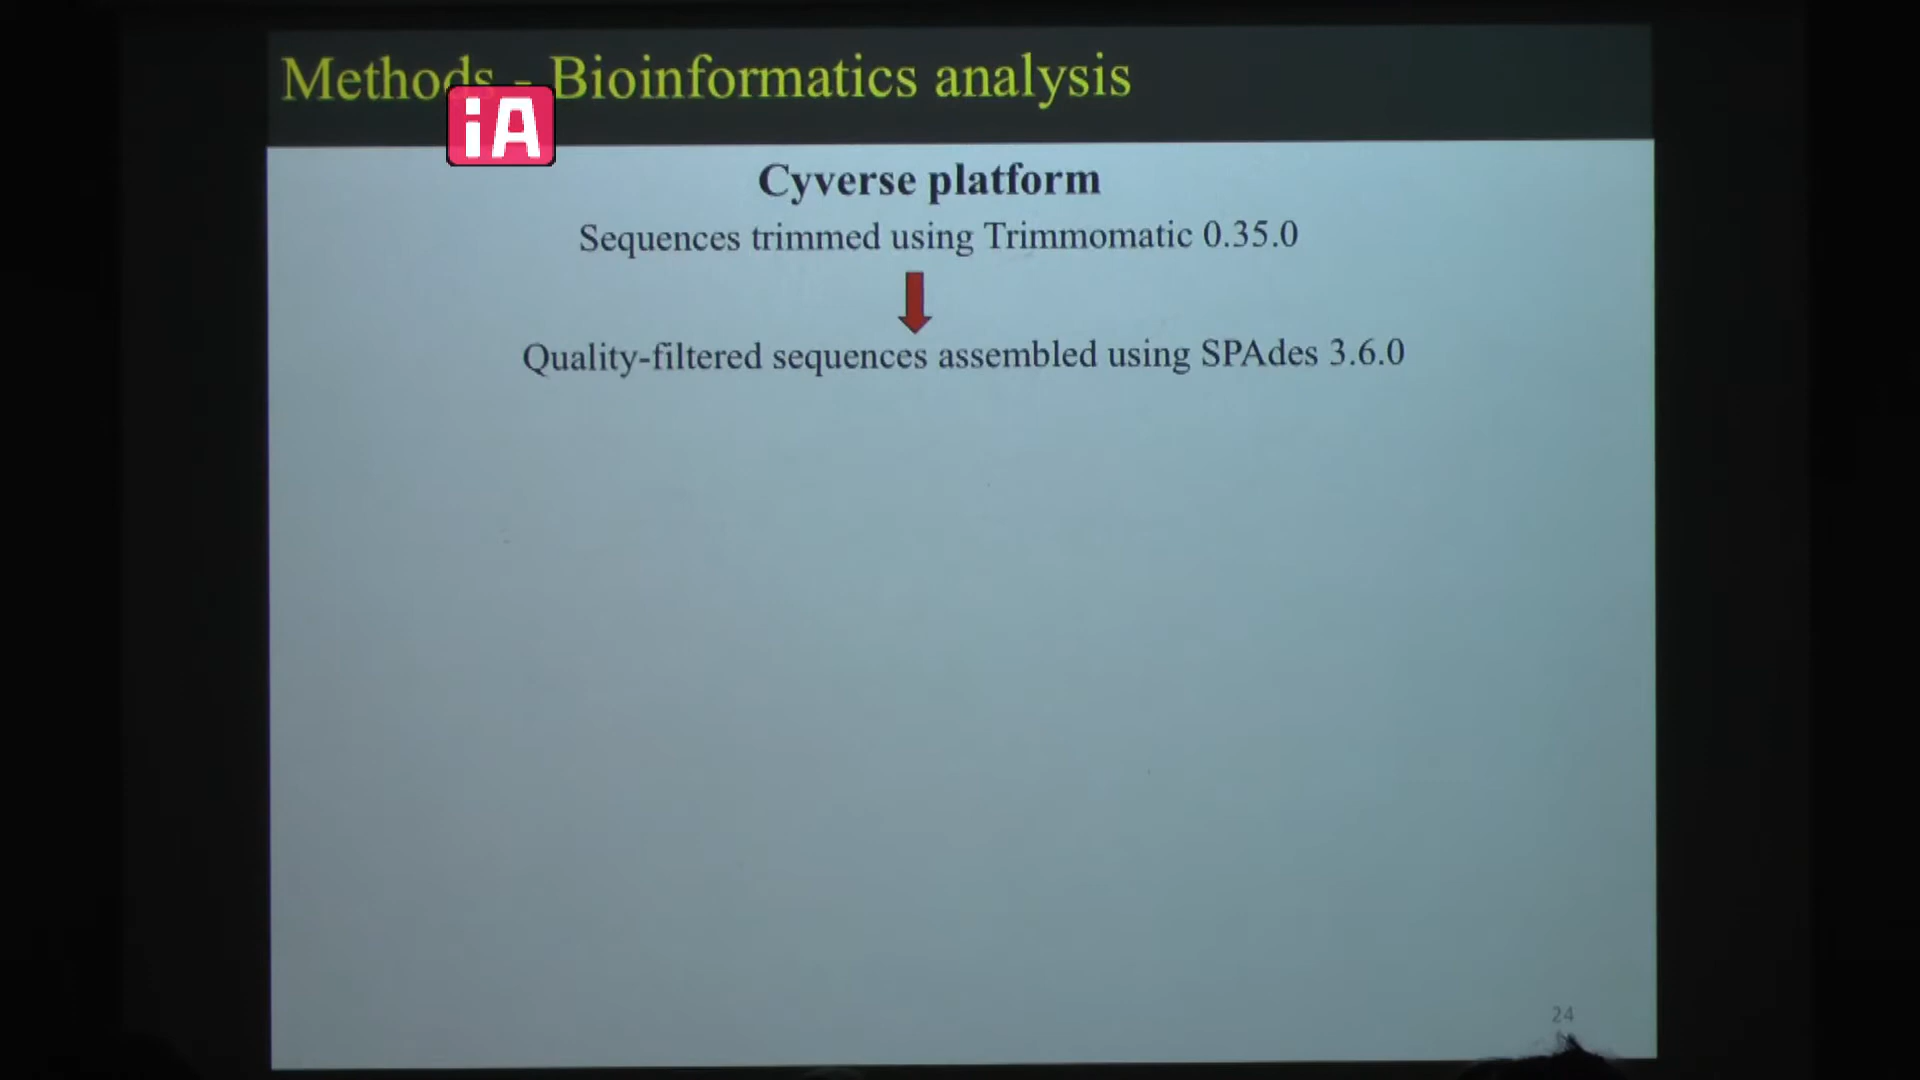 Methods - Bioinformatics analysis
iA
Cyverse platform
Sequences trimmed using Trimmomatic 0.35.0
Quality-filtered sequences assembled using SPAdes 3.6.0
24